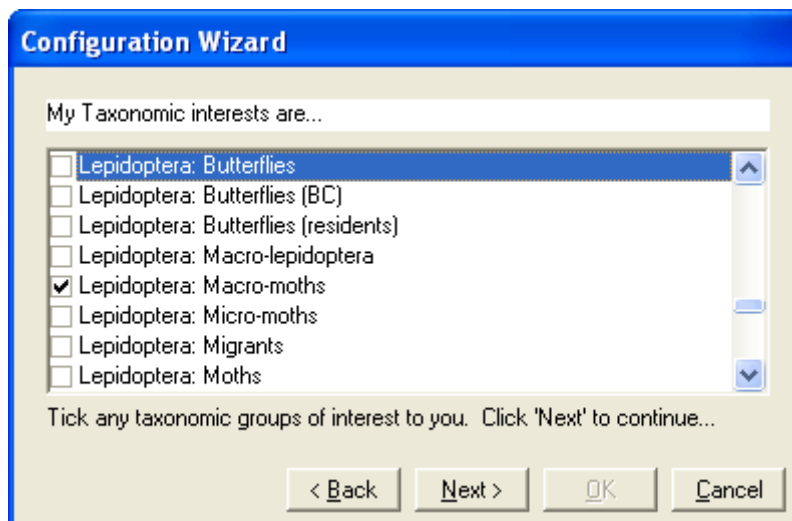 Configuration Wizard
My Taxonomic interests are...
Lepidoptera: Butterflies
Lepidoptera: Butterflies (BC)
Lepidoptera: Butterflies (residents)
Lepidoptera: Macro-lepidoptera
Lepidoptera: Macro-moths
Lepidoptera: Micro-moths
Lepidoptera: Migrants
Lepidoptera: Moths
Tick any taxonomic groups of interest to you.  Click 'Next' to continue...
< Back Next > OK Cancel